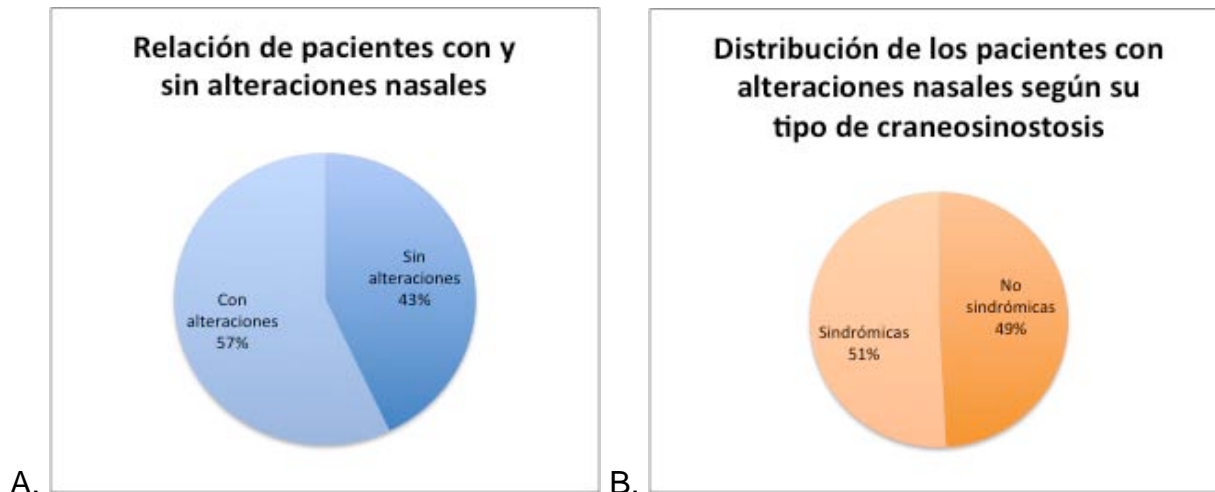 Relación de pacientes con y
sin alteraciones nasales
Sin
alteraciones
43%
Con
alteraciones
57%
A.
Distribución de los pacientes con
alteraciones nasales según su
tipo de craneosinostosis
No
sindrómicas
49%
Sindrómicas
51%
B.